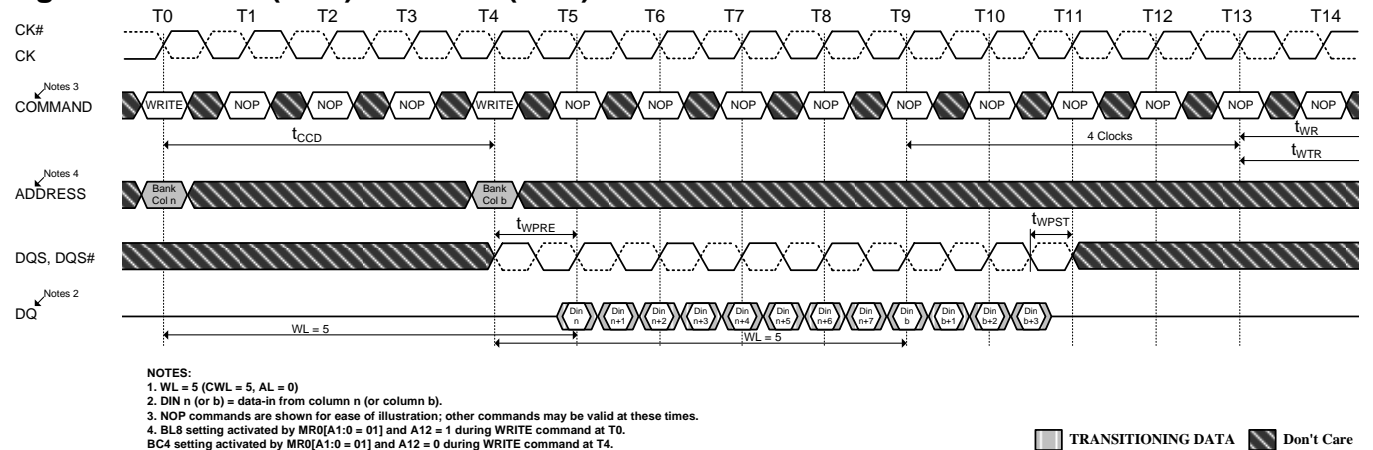 T0 T1 T2 T3 T4 T5 T6 T7 T8 T9 T10 T11 T12 T13 T14
CK#
CK
Notes 3
COMMAND
WRITE NOP NOP NOP WRITE NOP NOP NOP NOP NOP NOP NOP NOP NOP NOP
tCCD
4 Clocks
tWR
tWTR
Notes 4
ADDRESS
Bank
Col n
Bank
Col b
tWPRE
tWPST
DQS, DQS#
Notes 2
DQ
Din
n
Din
n+1
Din
n+2
Din
n+3
Din
n+4
Din
n+5
Din
n+6
Din
n+7
Din
b
Din
b+1
Din
b+2
Din
b+3
WL = 5
WL = 5
NOTES:
1. WL = 5 (CWL = 5, AL = 0)
2. DIN n (or b) = data-in from column n (or column b).
3. NOP commands are shown for ease of illustration; other commands may be valid at these times.
4. BL8 setting activated by MR0[A1:0 = 01] and A12 = 1 during WRITE command at T0.
BC4 setting activated by MR0[A1:0 = 01] and A12 = 0 during WRITE command at T4.
TRANSITIONING DATA
Don't Care